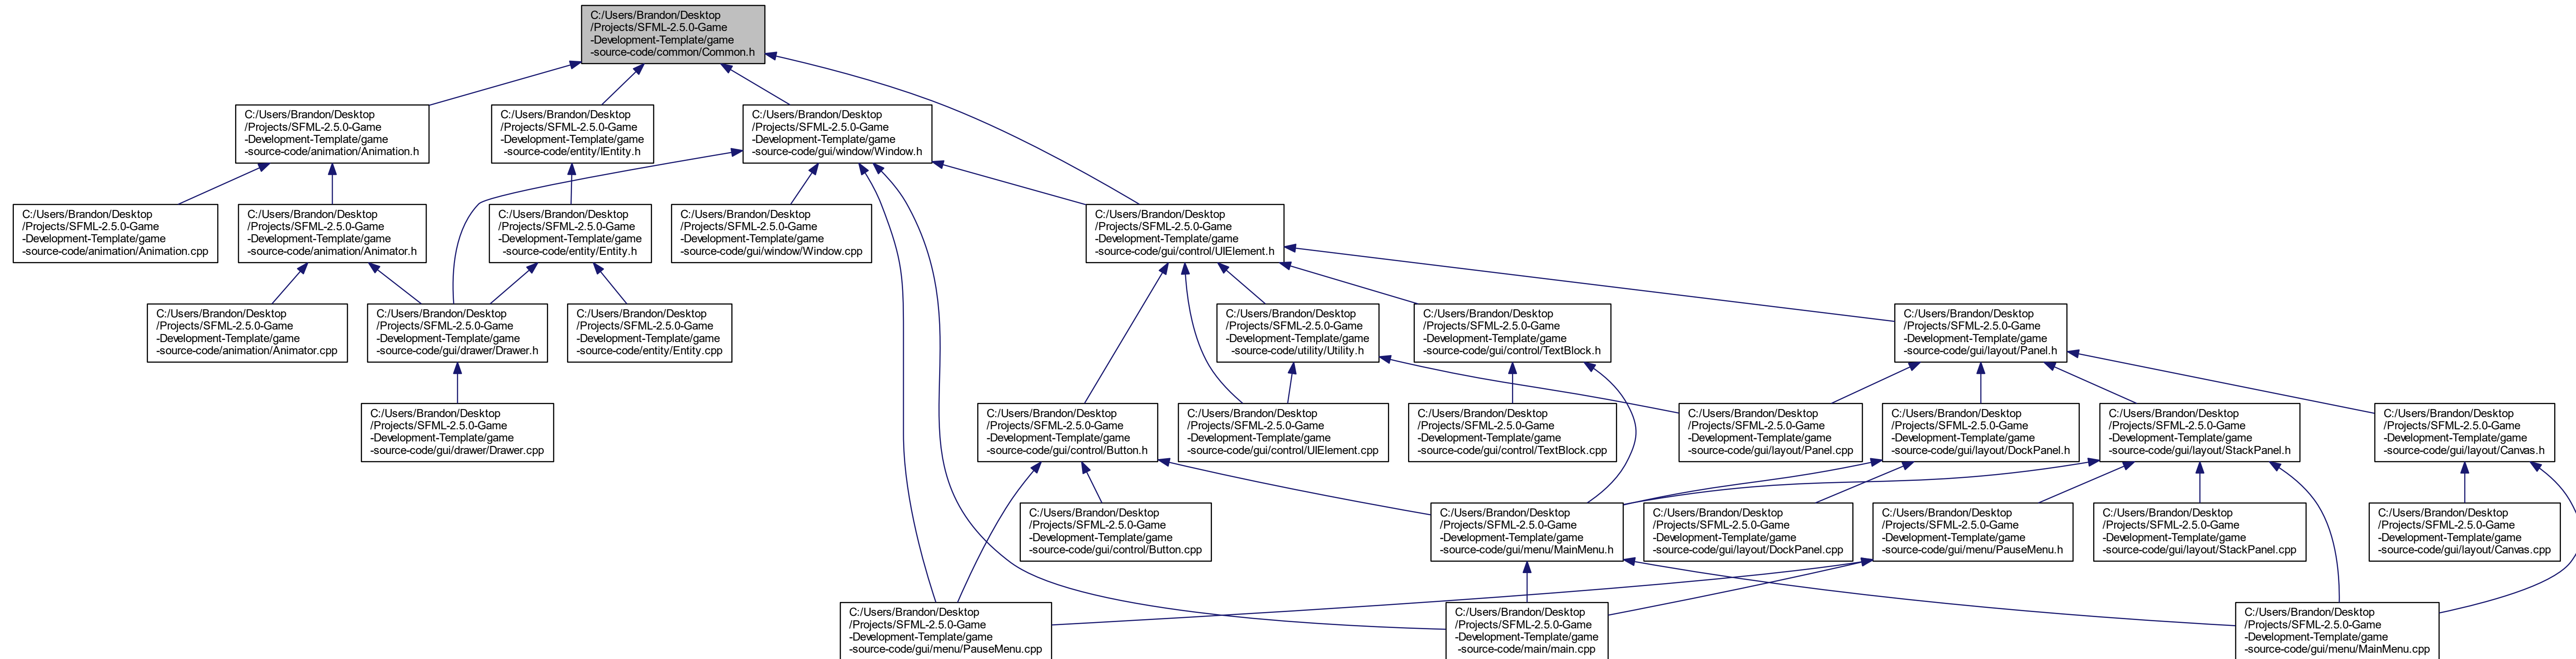 C:/Users/Brandon/Desktop
/Projects/SFML-2.5.0-Game
-Development-Template/game
-source-code/common/Common.h
C:/Users/Brandon/Desktop
/Projects/SFML-2.5.0-Game
-Development-Template/game
-source-code/animation/Animation.h
C:/Users/Brandon/Desktop
/Projects/SFML-2.5.0-Game
-Development-Template/game
-source-code/entity/IEntity.h
C:/Users/Brandon/Desktop
/Projects/SFML-2.5.0-Game
-Development-Template/game
-source-code/gui/window/Window.h
C:/Users/Brandon/Desktop
/Projects/SFML-2.5.0-Game
-Development-Template/game
-source-code/animation/Animation.cpp
C:/Users/Brandon/Desktop
/Projects/SFML-2.5.0-Game
-Development-Template/game
-source-code/animation/Animator.h
C:/Users/Brandon/Desktop
/Projects/SFML-2.5.0-Game
-Development-Template/game
-source-code/entity/Entity.h
C:/Users/Brandon/Desktop
/Projects/SFML-2.5.0-Game
-Development-Template/game
-source-code/gui/window/Window.cpp
C:/Users/Brandon/Desktop
/Projects/SFML-2.5.0-Game
-Development-Template/game
-source-code/gui/control/UIElement.h
C:/Users/Brandon/Desktop
/Projects/SFML-2.5.0-Game
-Development-Template/game
-source-code/animation/Animator.cpp
C:/Users/Brandon/Desktop
/Projects/SFML-2.5.0-Game
-Development-Template/game
-source-code/gui/drawer/Drawer.h
C:/Users/Brandon/Desktop
/Projects/SFML-2.5.0-Game
-Development-Template/game
-source-code/entity/Entity.cpp
C:/Users/Brandon/Desktop
/Projects/SFML-2.5.0-Game
-Development-Template/game
-source-code/utility/Utility.h
C:/Users/Brandon/Desktop
/Projects/SFML-2.5.0-Game
-Development-Template/game
-source-code/gui/control/TextBlock.h
C:/Users/Brandon/Desktop
/Projects/SFML-2.5.0-Game
-Development-Template/game
-source-code/gui/layout/Panel.h
C:/Users/Brandon/Desktop
/Projects/SFML-2.5.0-Game
-Development-Template/game
-source-code/gui/drawer/Drawer.cpp
C:/Users/Brandon/Desktop
/Projects/SFML-2.5.0-Game
-Development-Template/game
-source-code/gui/control/Button.h
C:/Users/Brandon/Desktop
/Projects/SFML-2.5.0-Game
-Development-Template/game
-source-code/gui/control/UIElement.cpp
C:/Users/Brandon/Desktop
/Projects/SFML-2.5.0-Game
-Development-Template/game
-source-code/gui/control/TextBlock.cpp
C:/Users/Brandon/Desktop
/Projects/SFML-2.5.0-Game
-Development-Template/game
-source-code/gui/layout/Panel.cpp
C:/Users/Brandon/Desktop
/Projects/SFML-2.5.0-Game
-Development-Template/game
-source-code/gui/layout/DockPanel.h
C:/Users/Brandon/Desktop
/Projects/SFML-2.5.0-Game
-Development-Template/game
-source-code/gui/layout/StackPanel.h
C:/Users/Brandon/Desktop
/Projects/SFML-2.5.0-Game
-Development-Template/game
-source-code/gui/layout/Canvas.h
C:/Users/Brandon/Desktop
/Projects/SFML-2.5.0-Game
-Development-Template/game
-source-code/gui/control/Button.cpp
C:/Users/Brandon/Desktop
/Projects/SFML-2.5.0-Game
-Development-Template/game
-source-code/gui/menu/MainMenu.h
C:/Users/Brandon/Desktop
/Projects/SFML-2.5.0-Game
-Development-Template/game
-source-code/gui/layout/DockPanel.cpp
C:/Users/Brandon/Desktop
/Projects/SFML-2.5.0-Game
-Development-Template/game
-source-code/gui/menu/PauseMenu.h
C:/Users/Brandon/Desktop
/Projects/SFML-2.5.0-Game
-Development-Template/game
-source-code/gui/layout/StackPanel.cpp
C:/Users/Brandon/Desktop
/Projects/SFML-2.5.0-Game
-Development-Template/game
-source-code/gui/layout/Canvas.cpp
C:/Users/Brandon/Desktop
/Projects/SFML-2.5.0-Game
-Development-Template/game
-source-code/gui/menu/PauseMenu.cpp
C:/Users/Brandon/Desktop
/Projects/SFML-2.5.0-Game
-Development-Template/game
-source-code/main/main.cpp
C:/Users/Brandon/Desktop
/Projects/SFML-2.5.0-Game
-Development-Template/game
-source-code/gui/menu/MainMenu.cpp